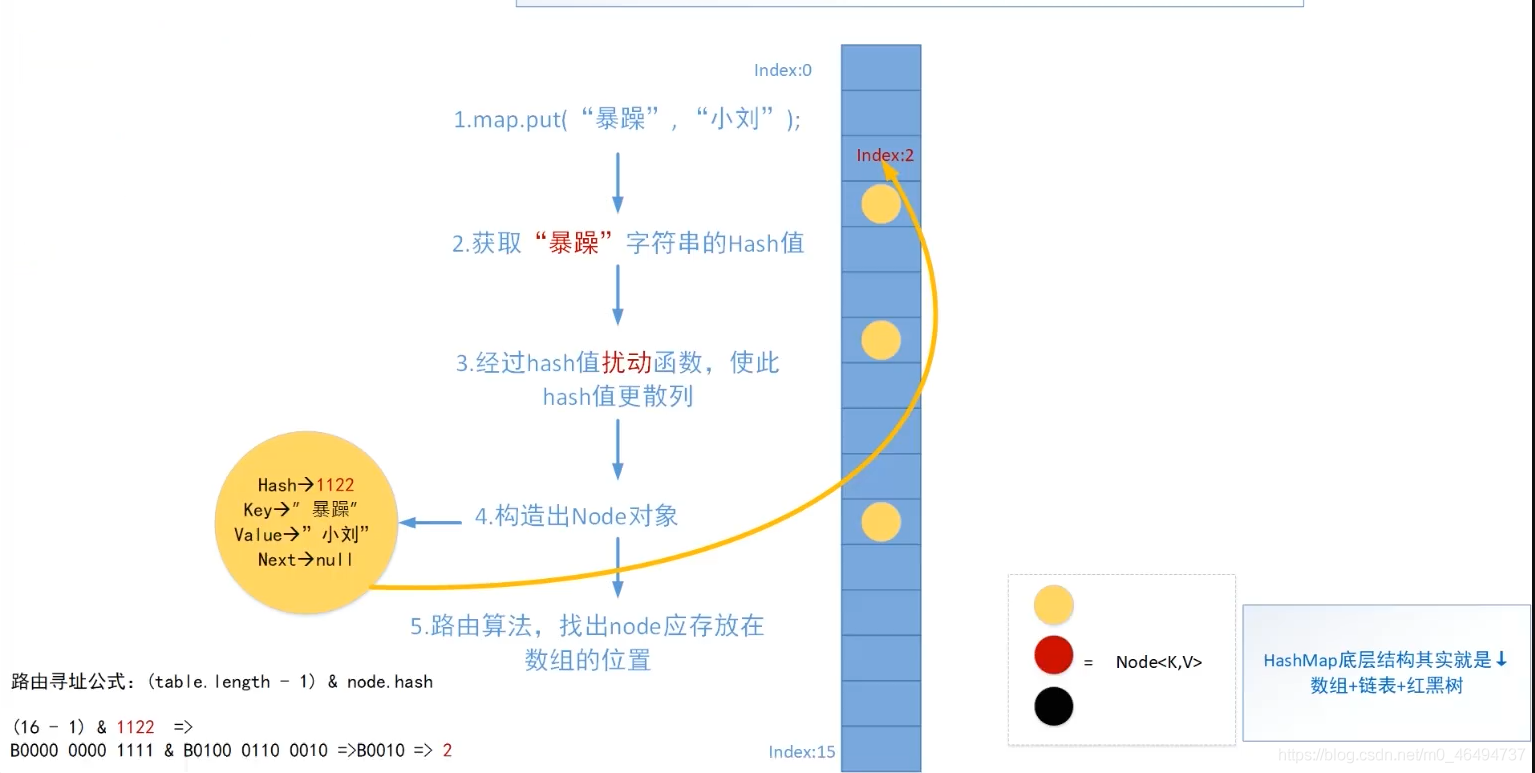 Index:0
1.map.put( “暴躁” , “小刘” );
Index:2
2.获取“暴躁”字符串的Hash值
3.经过hash值扰动函数，使此
hash值更散列
Hash→1122
Key→”暴躁”
Value→”小刘”
Next→null
4.构造出Node对象
5.路由算法，找出node应存放在
数组的位置
路由寻址公式：(table.length - 1) & node.hash
(16 - 1) & 1122 =>
B0000 0000 1111 & B0100 0110 0010 =>B0010 => 2
Index:15
= Node<K,V>
HashMap底层结构其实就是↓
数组+链表+红黑树
https://blog.csdn.net/m0_46494737